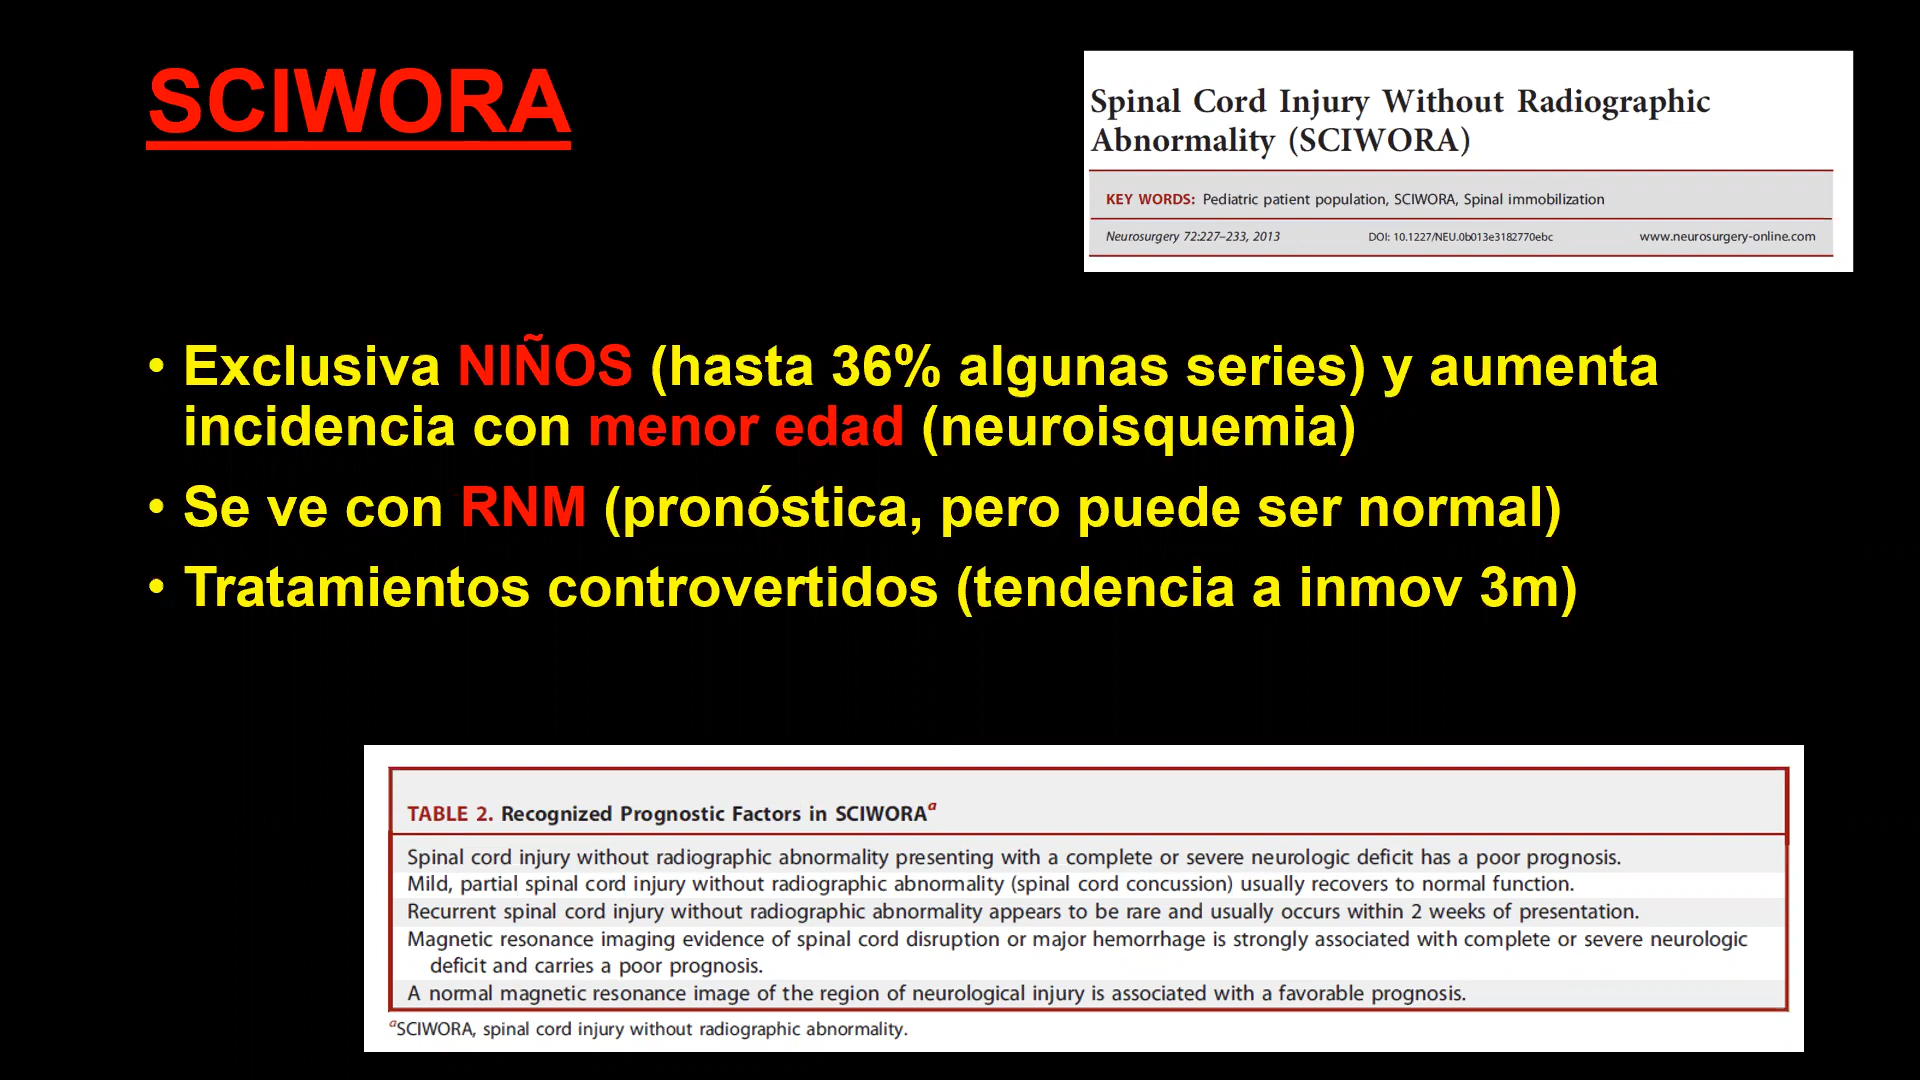 SCIWORA
Spinal Cord Injury Without Radiographic
Abnormality (SCIWORA)
KEY WORDS: Pediatric patient population, SCIWORA, Spinal immobilization
Neurosurgery 72:227–233, 2013 DOI: 10.1227/NEU.0b013e3182770ebc www.neurosurgery-online.com
• Exclusiva NIÑOS (hasta 36% algunas series) y aumenta
incidencia con menor edad (neuroisquemia)
• Se ve con RNM (pronóstica, pero puede ser normal)
• Tratamientos controvertidos (tendencia a inmov 3m)
TABLE 2. Recognized Prognostic Factors in SCIWORAa
Spinal cord injury without radiographic abnormality presenting with a complete or severe neurologic deficit has a poor prognosis.
Mild, partial spinal cord injury without radiographic abnormality (spinal cord concussion) usually recovers to normal function.
Recurrent spinal cord injury without radiographic abnormality appears to be rare and usually occurs within 2 weeks of presentation.
Magnetic resonance imaging evidence of spinal cord disruption or major hemorrhage is strongly associated with complete or severe neurologic
deficit and carries a poor prognosis.
A normal magnetic resonance image of the region of neurological injury is associated with a favorable prognosis.
aSCIWORA, spinal cord injury without radiographic abnormality.